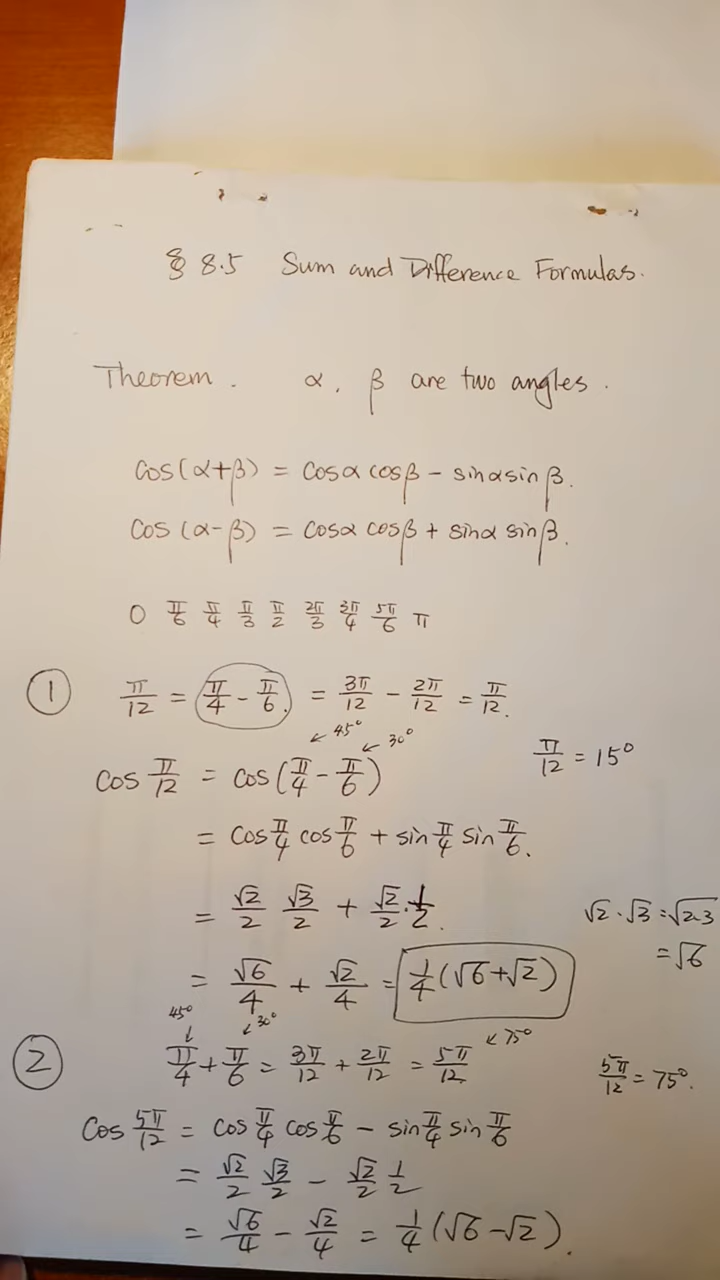 § 8.5 Sum and Difference Formulas.
Theorem. α, β are two angles.
cos(α+β) = cosα cosβ - sinα sinβ.
cos(α-β) = cosα cosβ + sinα sinβ.
0 π/6 π/4 π/3 π/2 2π/3 3π/4 5π/6 π
① π/12 = π/4 - π/6. = 3π/12 - 2π/12 = π/12.
↙ 45° ↙ 30°
cos π/12 = cos(π/4 - π/6)
π/12 = 15°
= cos π/4 cos π/6 + sin π/4 sin π/6.
= √2/2 √3/2 + √2/2 · 1/2.
√2 · √3 = √2·3
= √6
= √6/4 + √2/4 = 1/4(√6+√2)
45° ↓ ↙ 30° ↙ 75°
② π/4 + π/6 = 3π/12 + 2π/12 = 5π/12
5π/12 = 75°.
cos 5π/12 = cos π/4 cos π/6 - sin π/4 sin π/6
= √2/2 √3/2 - √2/2 1/2
= √6/4 - √2/4 = 1/4(√6-√2).